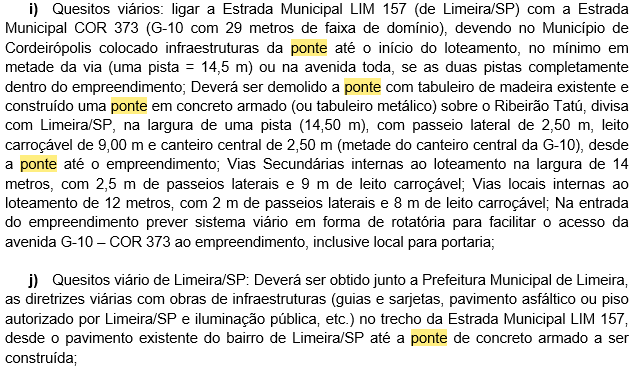 i) Quesitos viários: ligar a Estrada Municipal LIM 157 (de Limeira/SP) com a Estrada
Municipal COR 373 (G-10 com 29 metros de faixa de domínio), devendo no Município de
Cordeirópolis colocado infraestruturas da ponte até o início do loteamento, no mínimo em
metade da via (uma pista = 14,5 m) ou na avenida toda, se as duas pistas completamente
dentro do empreendimento; Deverá ser demolido a ponte com tabuleiro de madeira existente e
construído uma ponte em concreto armado (ou tabuleiro metálico) sobre o Ribeirão Tatú, divisa
com Limeira/SP, na largura de uma pista (14,50 m), com passeio lateral de 2,50 m, leito
carroçável de 9,00 m e canteiro central de 2,50 m (metade do canteiro central da G-10), desde
a ponte até o empreendimento; Vias Secundárias internas ao loteamento na largura de 14
metros, com 2,5 m de passeios laterais e 9 m de leito carroçável; Vias locais internas ao
loteamento de 12 metros, com 2 m de passeios laterais e 8 m de leito carroçável; Na entrada
do empreendimento prever sistema viário em forma de rotatória para facilitar o acesso da
avenida G-10 – COR 373 ao empreendimento, inclusive local para portaria;
j) Quesitos viário de Limeira/SP: Deverá ser obtido junto a Prefeitura Municipal de Limeira,
as diretrizes viárias com obras de infraestruturas (guias e sarjetas, pavimento asfáltico ou piso
autorizado por Limeira/SP e iluminação pública, etc.) no trecho da Estrada Municipal LIM 157,
desde o pavimento existente do bairro de Limeira/SP até a ponte de concreto armado a ser
construída;